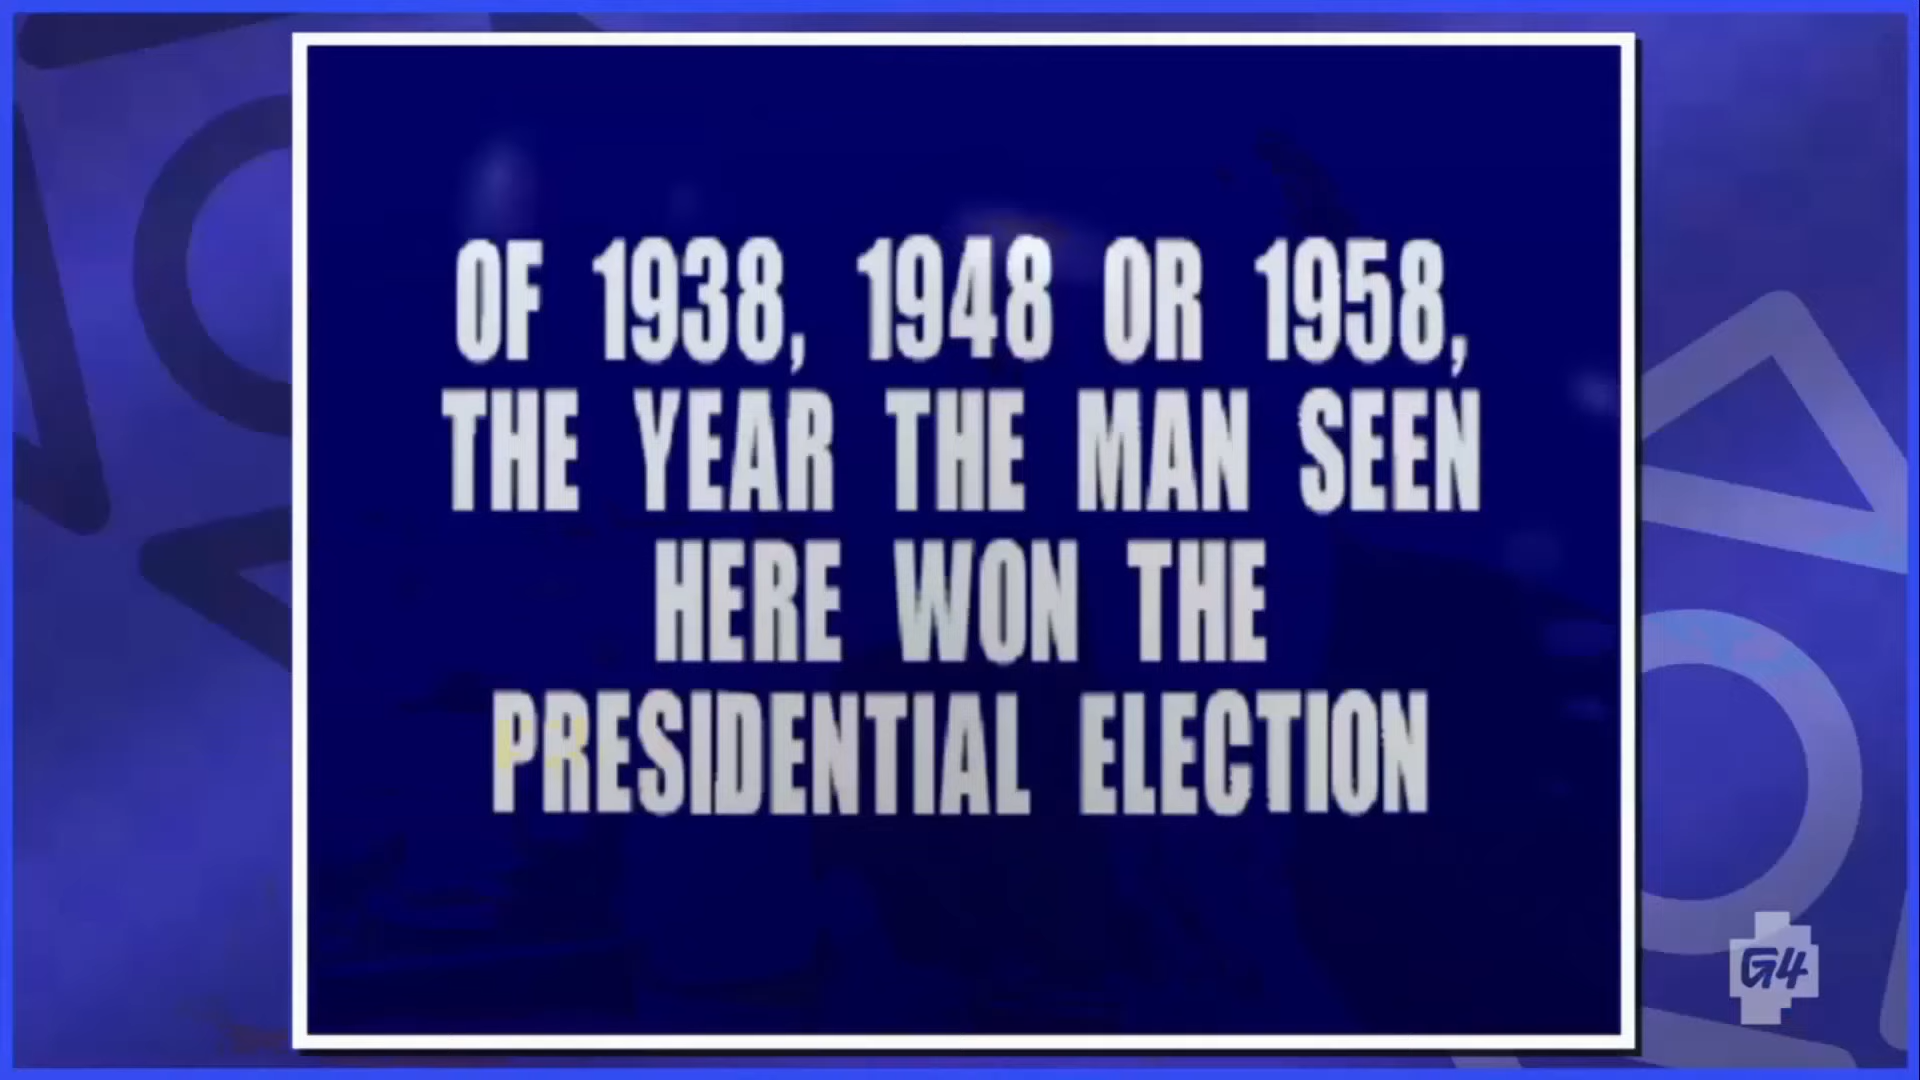 OF 1938, 1948 OR 1958,
THE YEAR THE MAN SEEN
HERE WON THE
PRESIDENTIAL ELECTION
G4